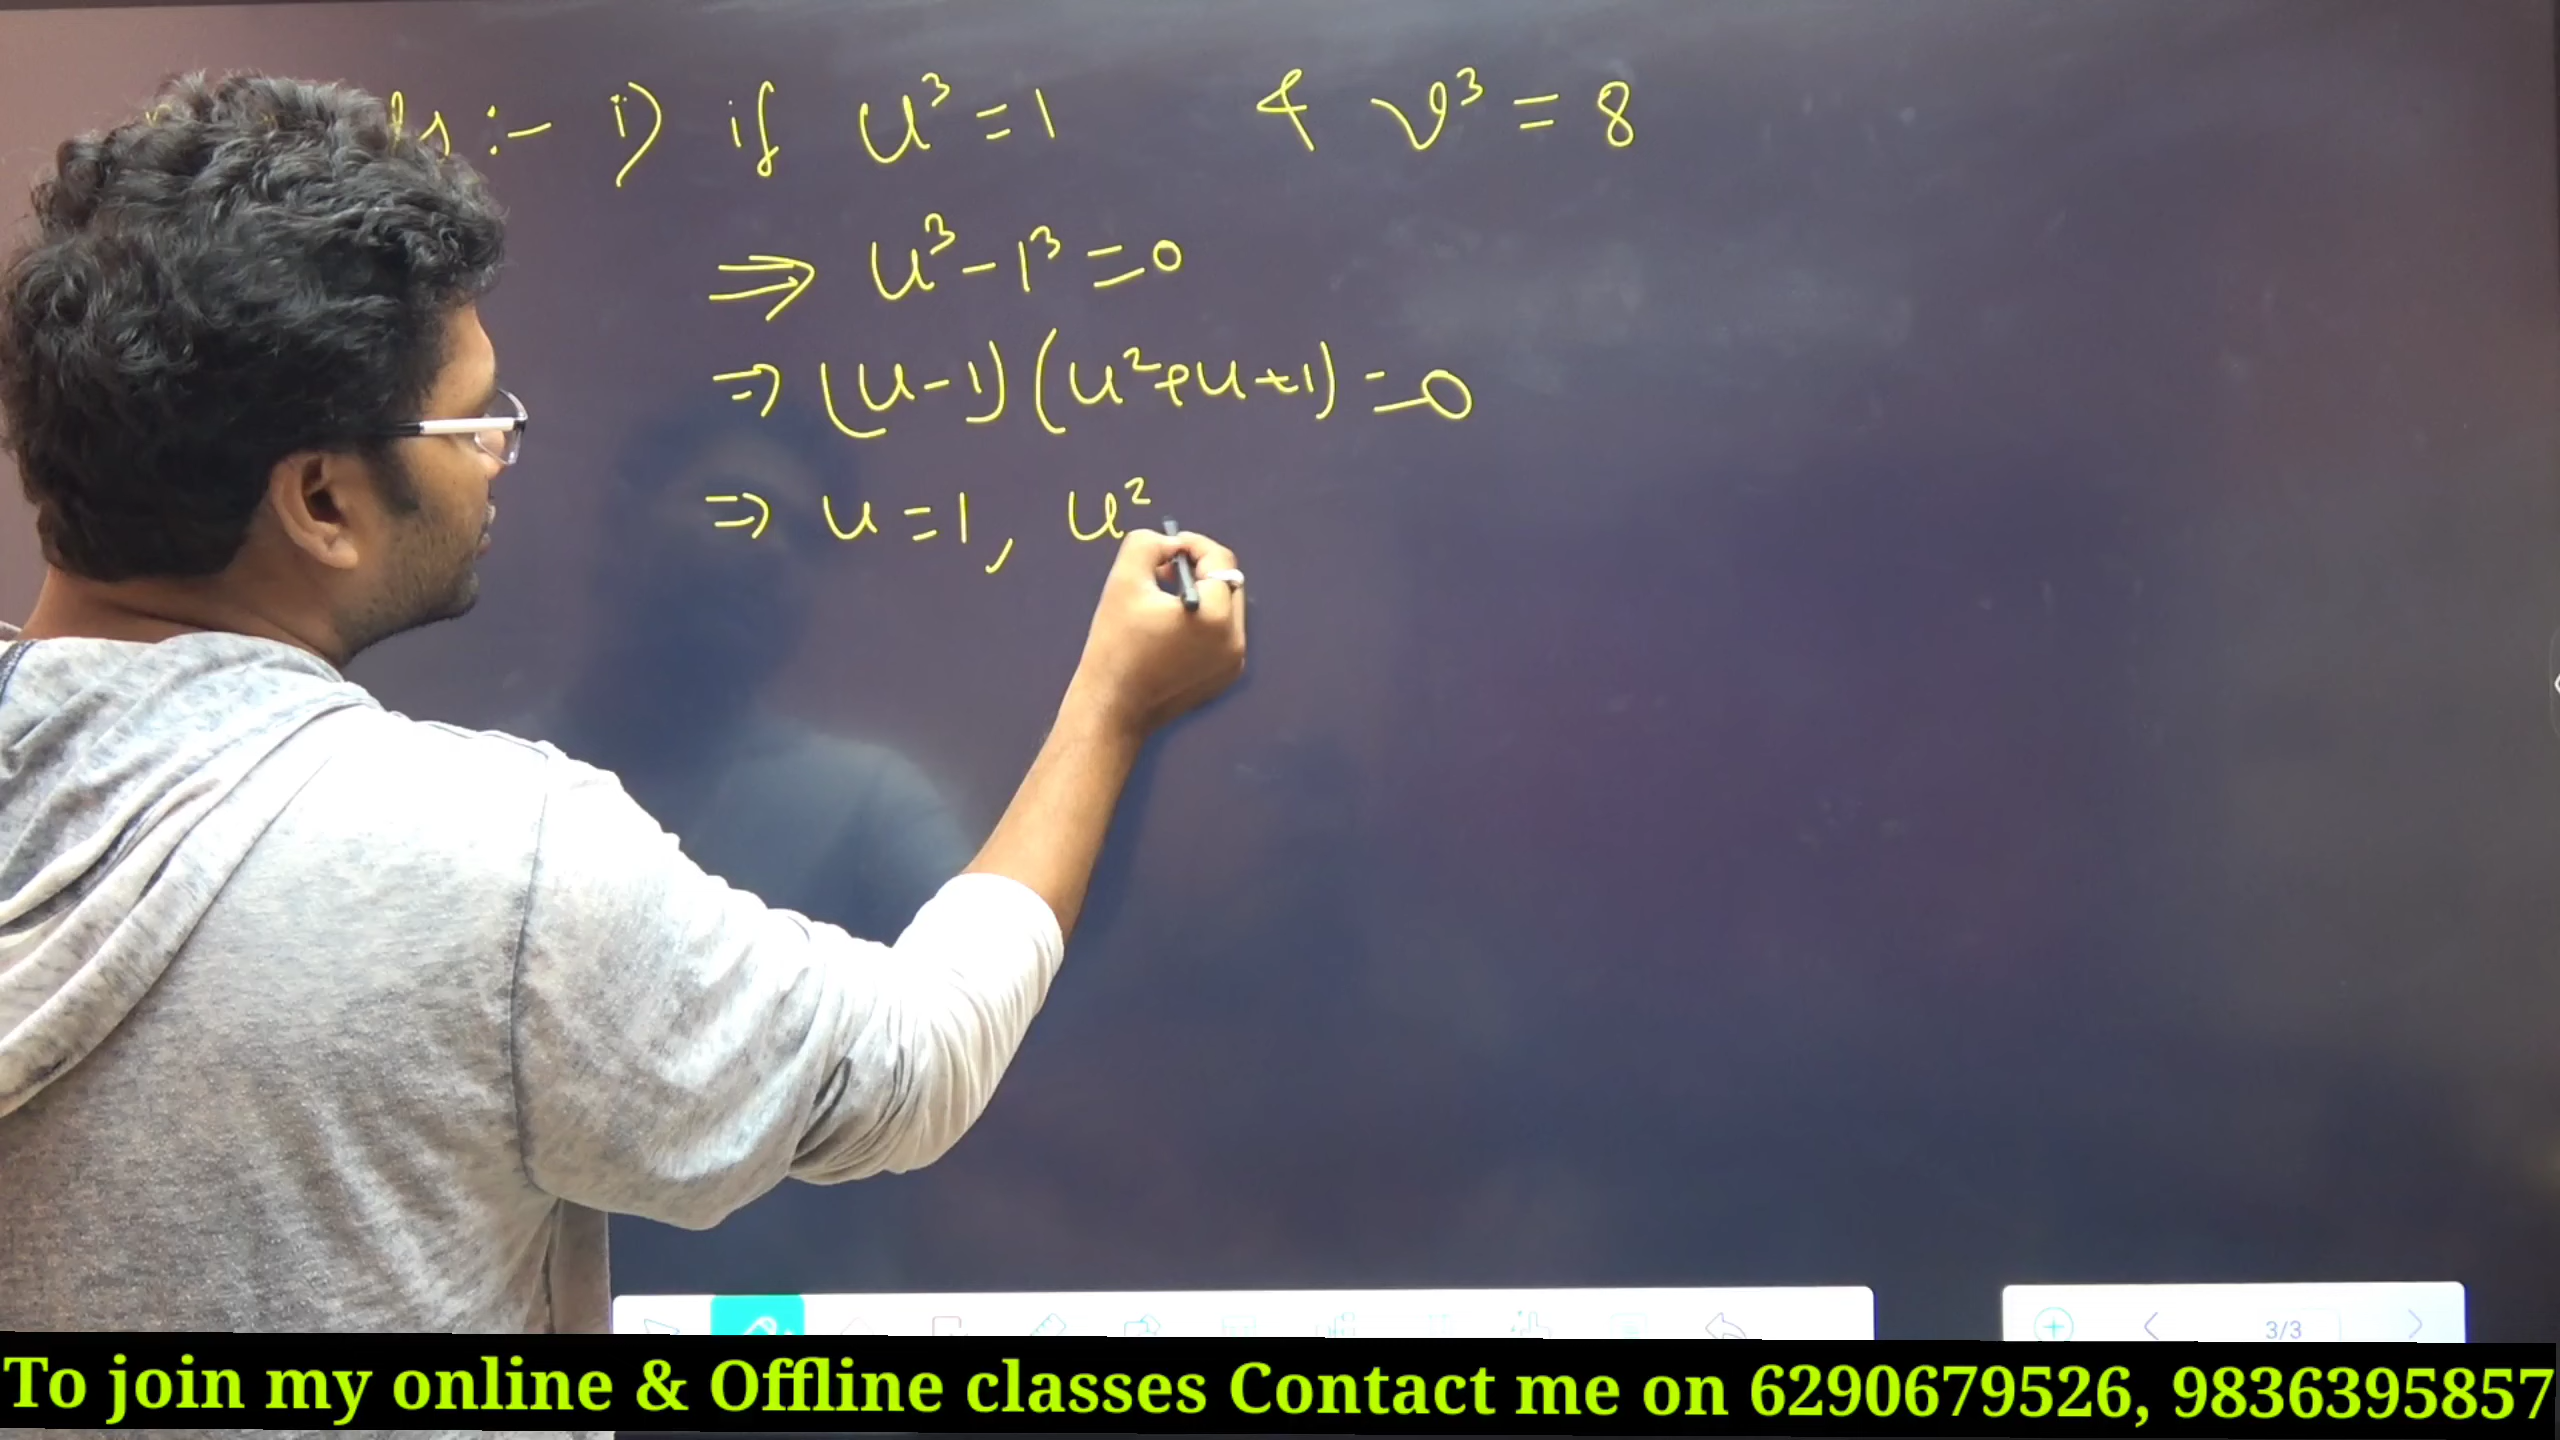 :- i) if u³ = 1 & v³ = 8
⇒ u³ - 1³ = 0
⇒ (u-1) (u²+u+1) = 0
⇒ u = 1, u²
3/3
To join my online & Offline classes Contact me on 6290679526, 9836395857